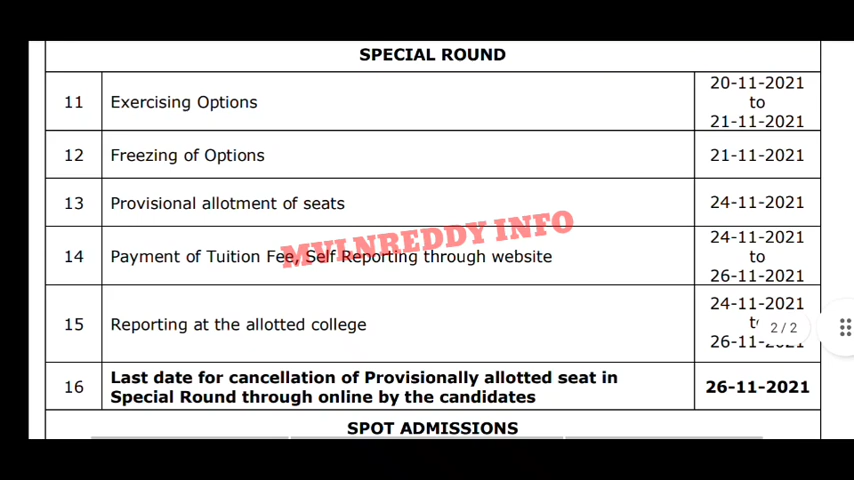 SPECIAL ROUND
11 Exercising Options 20-11-2021
to
21-11-2021
12 Freezing of Options 21-11-2021
13 Provisional allotment of seats 24-11-2021
MVLNREDDY INFO
14 Payment of Tuition Fee, Self Reporting through website 24-11-2021
to
26-11-2021
15 Reporting at the allotted college 24-11-2021
2/2
26-11-2021
16 Last date for cancellation of Provisionally allotted seat in
Special Round through online by the candidates 26-11-2021
SPOT ADMISSIONS